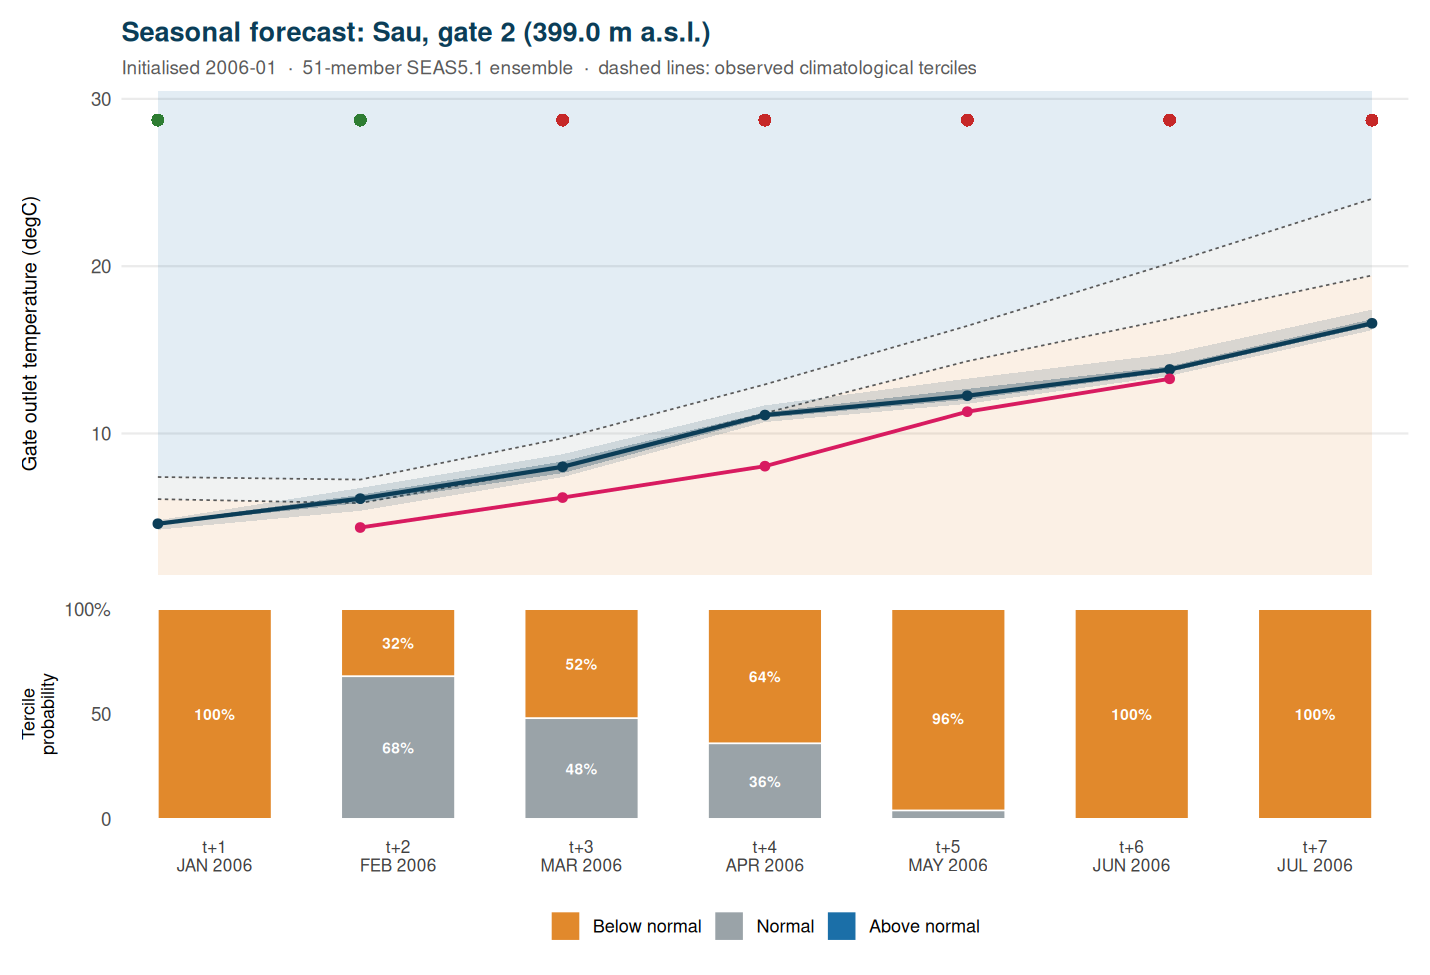 Seasonal forecast: Sau, gate 2 (399.0 m a.s.l.)
Initialised 2006-01 · 51-member SEAS5.1 ensemble · dashed lines: observed climatological terciles
30
20
10
Gate outlet temperature (degC)
100%
50
0
Tercile
probability
100%
32%
68%
52%
48%
64%
36%
96%
100%
100%
t+1
JAN 2006
t+2
FEB 2006
t+3
MAR 2006
t+4
APR 2006
t+5
MAY 2006
t+6
JUN 2006
t+7
JUL 2006
Below normal
Normal
Above normal